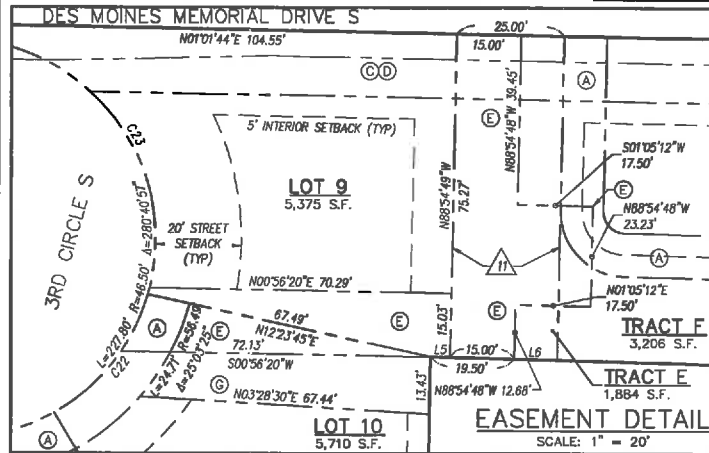 DES MOINES MEMORIAL DRIVE S
N01°01'44"E 104.55'
25.00'
15.00'
C D
A
E
N88°54'48"W 39.45'
5' INTERIOR SETBACK (TYP)
C23
S01°05'12"W
17.50'
E
LOT 9
5,375 S.F.
N88°54'49"W
75.27'
N88°54'48"W
23.23'
3RD CIRCLE S
Δ=280°40'57"
R=46.50'
L=227.80'
C22
20' STREET
SETBACK
(TYP)
11
A
N00°56'20"E 70.29'
N01°05'12"E
17.50'
67.49'
N12°23'45"E
E
15.03'
TRACT F
3,206 S.F.
A
R=56.49'
L=24.71'
Δ=25°03'25"
E
72.13'
S00°56'20"W
L5
15.00'
L6
19.50'
G
N03°28'30"E 67.44'
13.43'
N88°54'48"W 12.68'
TRACT E
1,884 S.F.
A
LOT 10
5,710 S.F.
EASEMENT DETAIL
SCALE: 1" = 20'